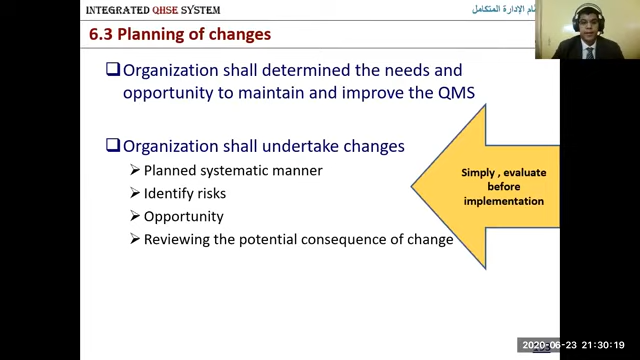 INTEGRATED QHSE SYSTEM
ام الإدارة المتكامل
6.3 Planning of changes
Organization shall determined the needs and
opportunity to maintain and improve the QMS
Organization shall undertake changes
Planned systematic manner
Identify risks
Opportunity
Reviewing the potential consequence of change
Simply , evaluate
before
implementation
2020-06-23 21:30:19